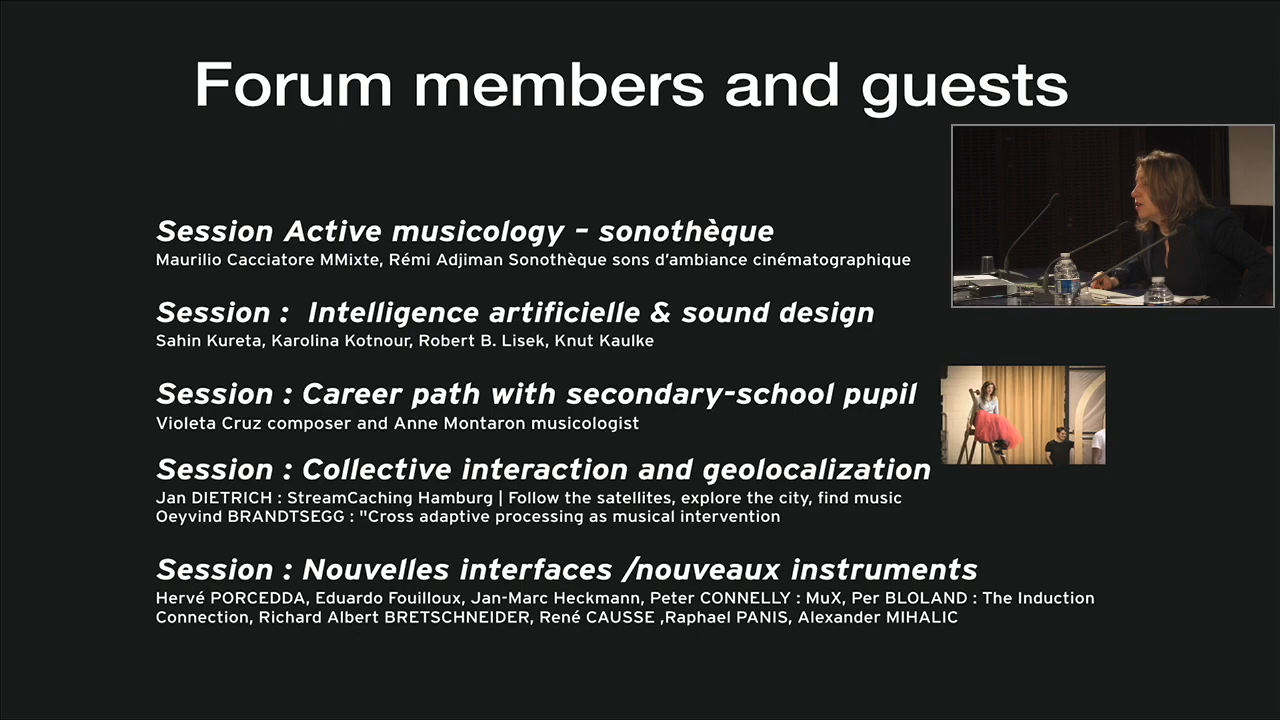 Forum members and guests
Session Active musicology - sonothèque
Maurilio Cacciatore MMixte, Rémi Adjiman Sonothèque sons d'ambiance cinématographique
Session :  Intelligence artificielle & sound design
Sahin Kureta, Karolina Kotnour, Robert B. Lisek, Knut Kaulke
Session : Career path with secondary-school pupil
Violeta Cruz composer and Anne Montaron musicologist
Session : Collective interaction and geolocalization
Jan DIETRICH : StreamCaching Hamburg | Follow the satellites, explore the city, find music
Oeyvind BRANDTSEGG : "Cross adaptive processing as musical intervention
Session : Nouvelles interfaces /nouveaux instruments
Hervé PORCEDDA, Eduardo Fouilloux, Jan-Marc Heckmann, Peter CONNELLY : MuX, Per BLOLAND : The Induction
Connection, Richard Albert BRETSCHNEIDER, René CAUSSE ,Raphael PANIS, Alexander MIHALIC